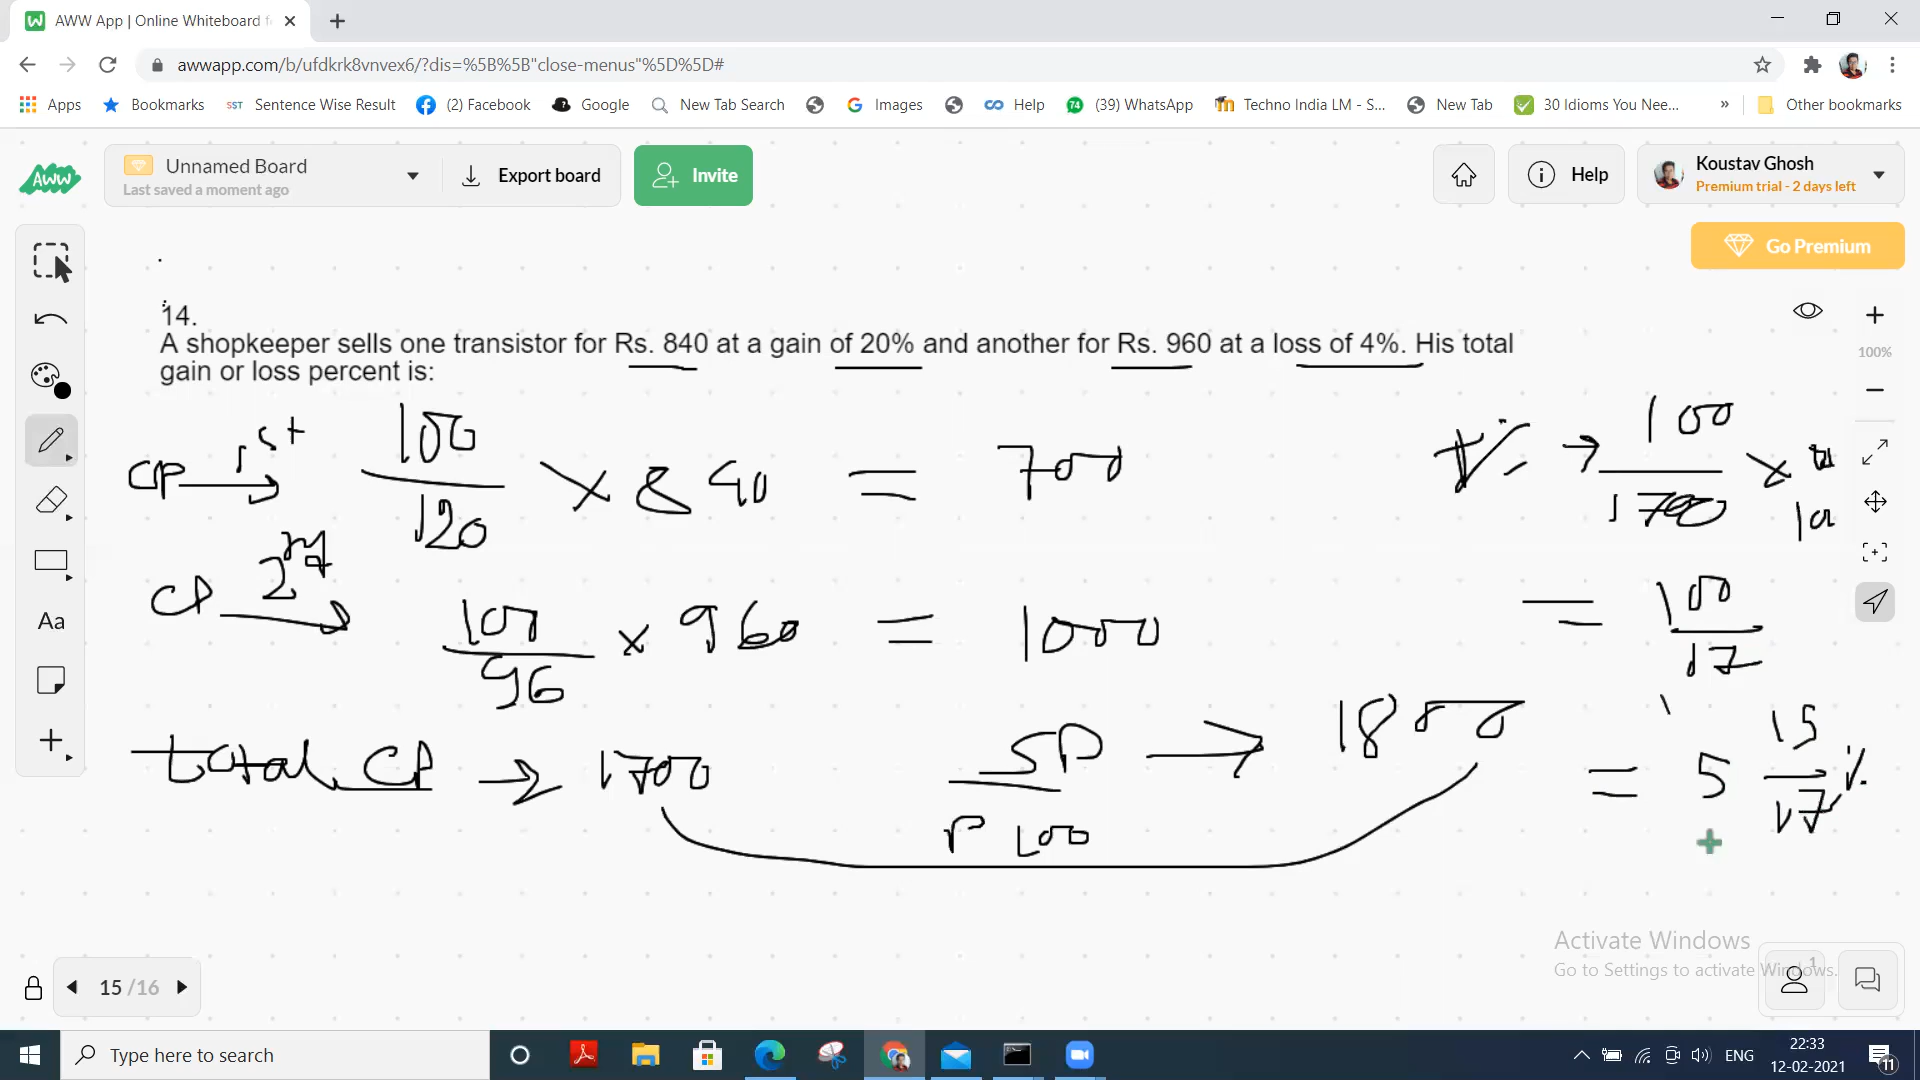 AWW App | Online Whiteboard f
awwapp.com/b/ufdkrk8vnvex6/?dis=%5B%5B"close-menus"%5D%5D#
Apps Bookmarks SST Sentence Wise Result (2) Facebook Google New Tab Search Images Help 74 (39) WhatsApp Techno India LM - S... New Tab 30 Idioms You Nee... » Other bookmarks
AWW Unnamed Board Export board Invite Help Koustav Ghosh
Last saved a moment ago Premium trial - 2 days left
Go Premium
14.
A shopkeeper sells one transistor for Rs. 840 at a gain of 20% and another for Rs. 960 at a loss of 4%. His total
gain or loss percent is:
100%
CP 1st → 100/120 × 840 = 700
% → 100/1700 × 100
CP 2nd → 100/96 × 960 = 1000
= 100/17
total CP → 1700
SP → 1800
= 5 15/17 %
P 100
Aa
Activate Windows
Go to Settings to activate Windows.
1
15 /16
Type here to search
ENG 22:33
12-02-2021
11